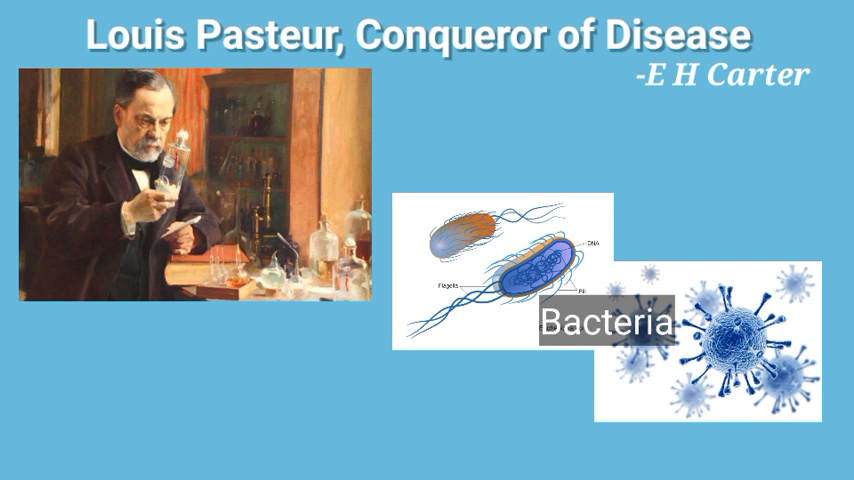 Louis Pasteur, Conqueror of Disease
-E H Carter
DNA
Flagella
Pili
Bacteria